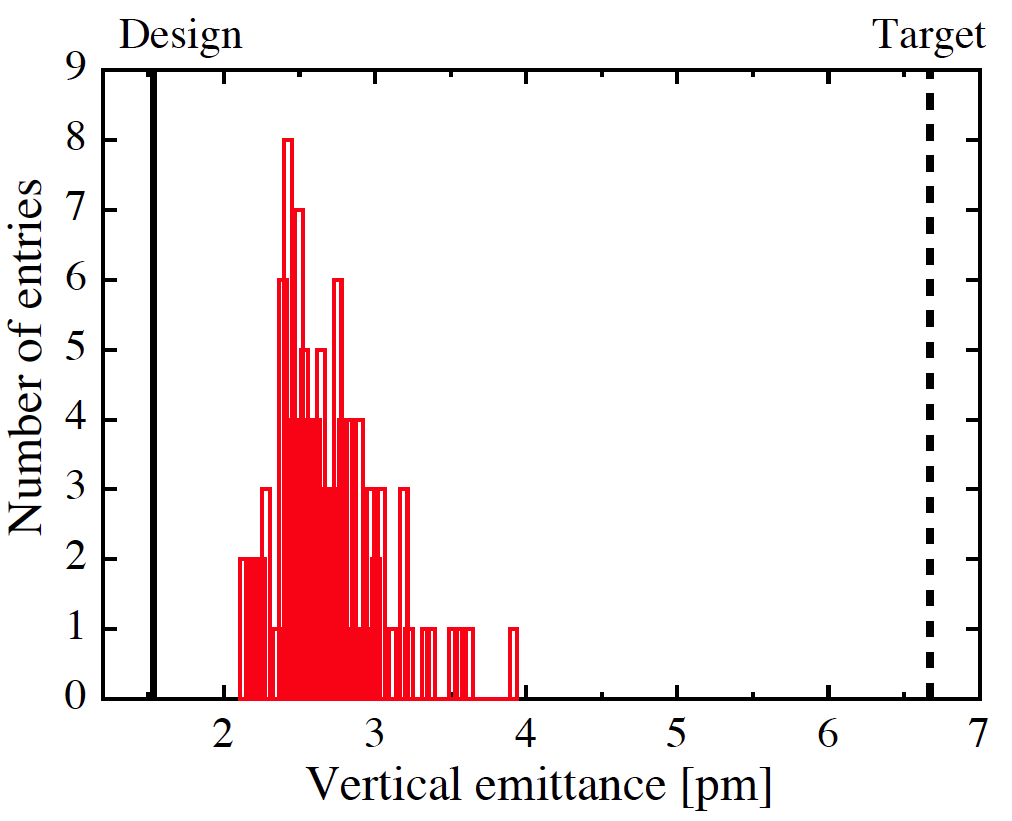 Design Target
9
8
7
6
5
4
3
2
1
0
Number of entries
2 3 4 5 6 7
Vertical emittance [pm]